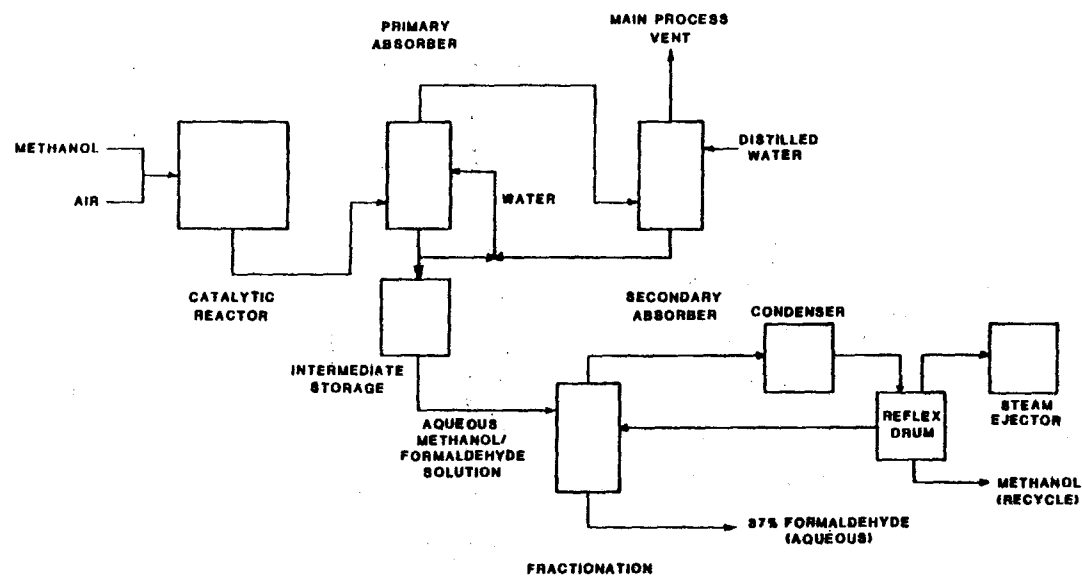 PRIMARY
ABSORBER
MAIN PROCESS
VENT
METHANOL
AIR
DISTILLED
WATER
WATER
CATALYTIC
REACTOR
SECONDARY
ABSORBER
CONDENSER
INTERMEDIATE
STORAGE
AQUEOUS
METHANOL/
FORMALDEHYDE
SOLUTION
REFLEX
DRUM
STEAM
EJECTOR
METHANOL
(RECYCLE)
37% FORMALDEHYDE
(AQUEOUS)
FRACTIONATION